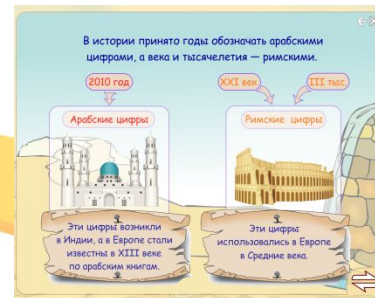 В истории принято годы обозначать арабскими
цифрами, а века и тысячелетия — римскими.
2010 год
XXI век
III тыс
Арабские цифры
Римские цифры
Эти цифры возникли
в Индии, а в Европе стали
известны в XIII веке
по арабским книгам.
Эти цифры
использовались в Европе
в Средние века.